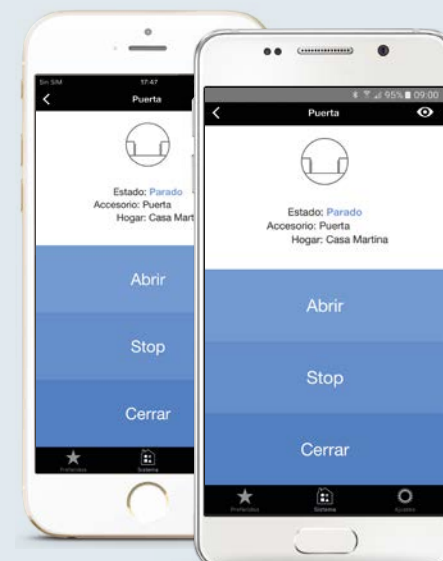 Sin SIM
17:47
Puerta
Estado: Parado
Accesorio: Puerta
Hogar: Casa Mart
Abrir
Stop
Cerrar
Preferidos
Sistema
95% 09:00
Puerta
Estado: Parado
Accesorio: Puerta
Hogar: Casa Martina
Abrir
Stop
Cerrar
Preferidos
Sistema
Ajustes